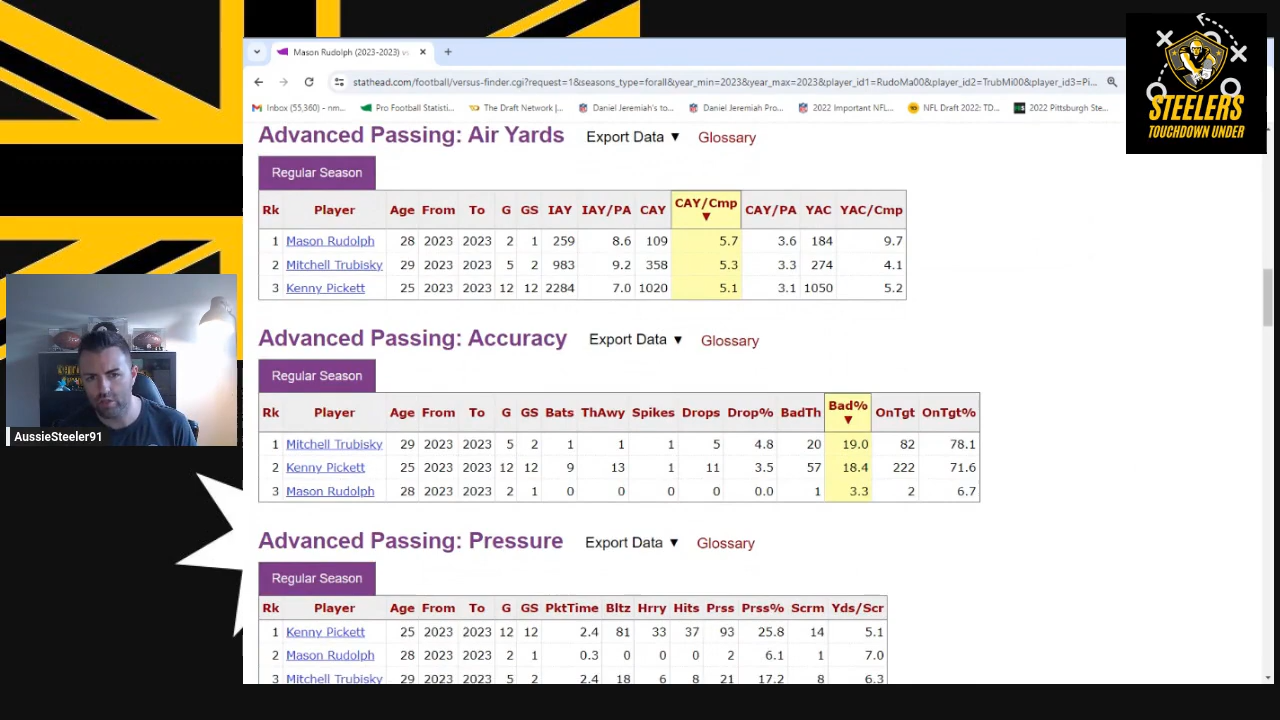 Mason Rudolph (2023-2023) vs
stathead.com/football/versus-finder.cgi?request=1&seasons_type=forall&year_min=2023&year_max=2023&player_id1=RudoMa00&player_id2=TrubMi00&player_id3=Pi...
Inbox (55,360) - nm... Pro Football Statisti... The Draft Network |... Daniel Jeremiah's to... Daniel Jeremiah Pro... 2022 Important NFL... NFL Draft 2022: TD... 2022 Pittsburgh Ste...
STEELERS
TOUCHDOWN UNDER
Advanced Passing: Air Yards Export Data ▼ Glossary
Regular Season
Rk Player Age From To G GS IAY IAY/PA CAY CAY/Cmp ▼ CAY/PA YAC YAC/Cmp
1 Mason Rudolph 28 2023 2023 2 1 259 8.6 109 5.7 3.6 184 9.7
2 Mitchell Trubisky 29 2023 2023 5 2 983 9.2 358 5.3 3.3 274 4.1
3 Kenny Pickett 25 2023 2023 12 12 2284 7.0 1020 5.1 3.1 1050 5.2
Advanced Passing: Accuracy Export Data ▼ Glossary
Regular Season
Rk Player Age From To G GS Bats ThAwy Spikes Drops Drop% BadTh Bad% ▼ OnTgt OnTgt%
1 Mitchell Trubisky 29 2023 2023 5 2 1 1 1 5 4.8 20 19.0 82 78.1
2 Kenny Pickett 25 2023 2023 12 12 9 13 1 11 3.5 57 18.4 222 71.6
3 Mason Rudolph 28 2023 2023 2 1 0 0 0 0 0.0 1 3.3 2 6.7
Advanced Passing: Pressure Export Data ▼ Glossary
Regular Season
Rk Player Age From To G GS PktTime Bltz Hrry Hits Prss Prss% Scrm Yds/Scr
1 Kenny Pickett 25 2023 2023 12 12 2.4 81 33 37 93 25.8 14 5.1
2 Mason Rudolph 28 2023 2023 2 1 0.3 0 0 0 2 6.1 1 7.0
3 Mitchell Trubisky 29 2023 2023 5 2 2.4 18 6 8 21 17.2 8 6.3
AussieSteeler91